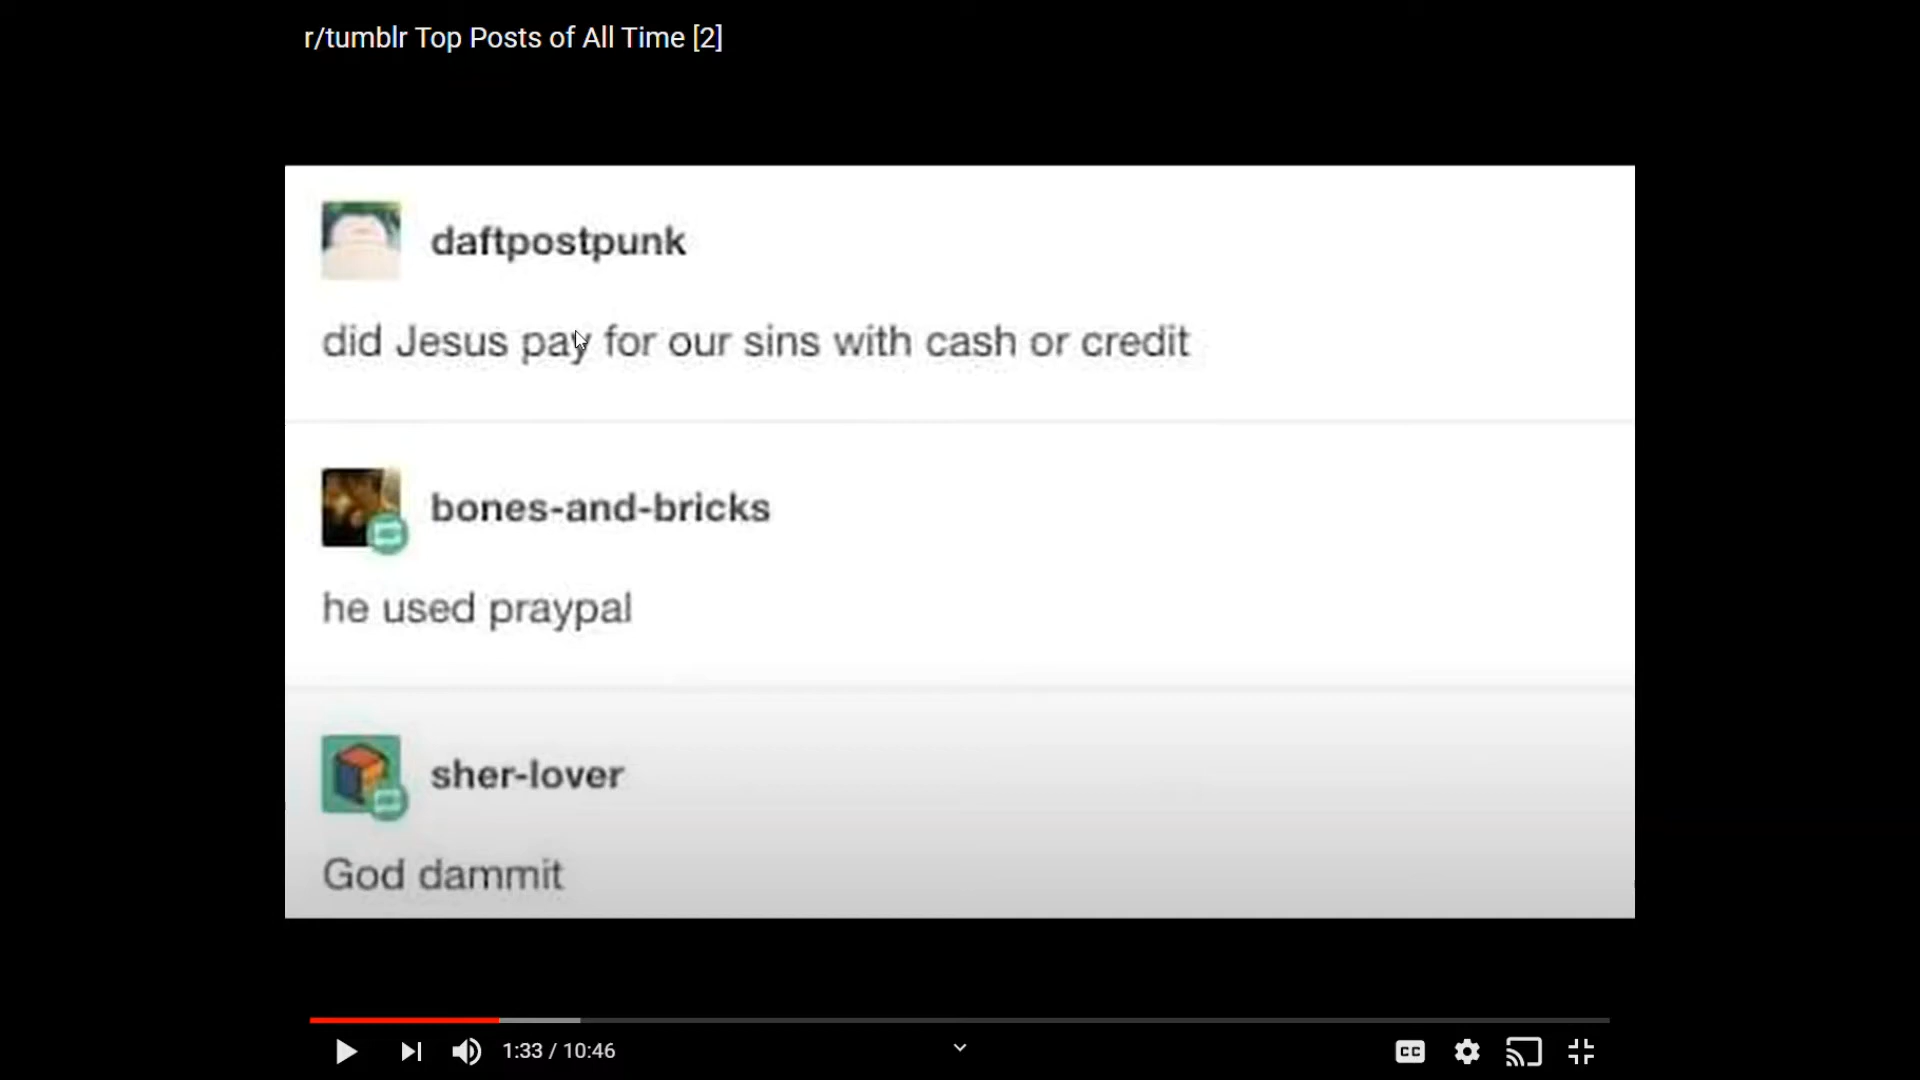 r/tumblr Top Posts of All Time [2]
daftpostpunk
did Jesus pay for our sins with cash or credit
bones-and-bricks
he used praypal
sher-lover
God dammit
1:33 / 10:46
CC